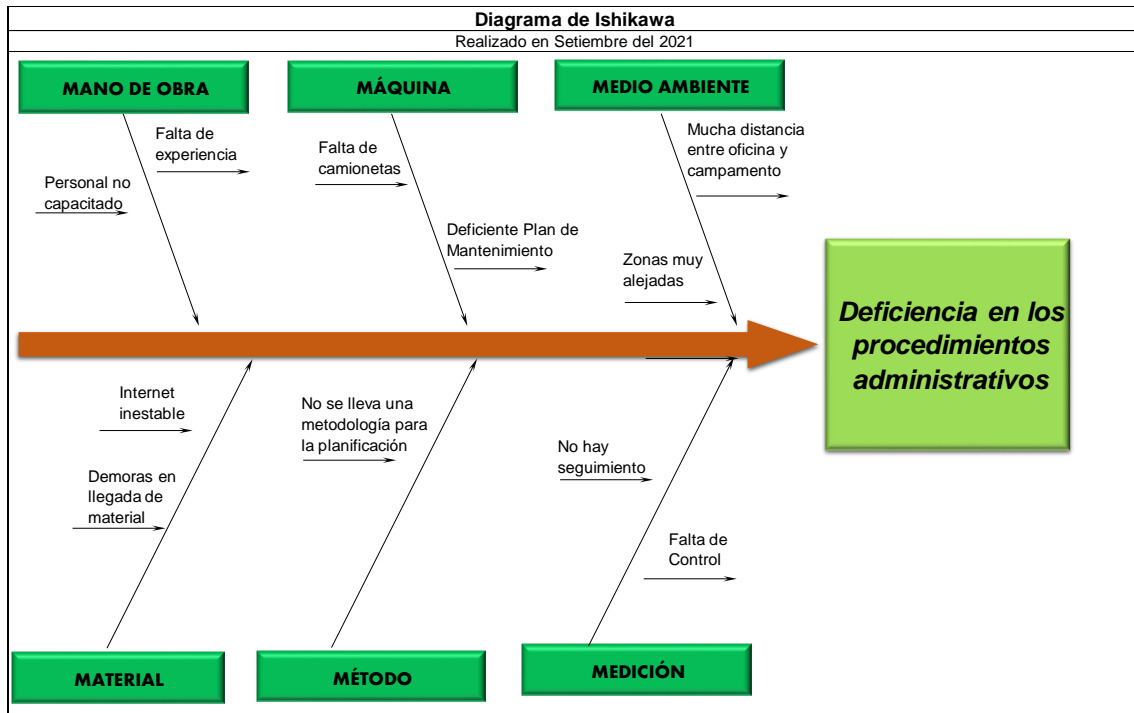 Diagrama de Ishikawa
Realizado en Setiembre del 2021
MANO DE OBRA
MÁQUINA
MEDIO AMBIENTE
Falta de
experiencia
Personal no
capacitado
Falta de
camionetas
Deficiente Plan de
Mantenimiento
Mucha distancia
entre oficina y
campamento
Zonas muy
alejadas
Deficiencia en los
procedimientos
administrativos
Internet
inestable
Demoras en
llegada de
material
No se lleva una
metodología para
la planificación
No hay
seguimiento
Falta de
Control
MATERIAL
MÉTODO
MEDICIÓN